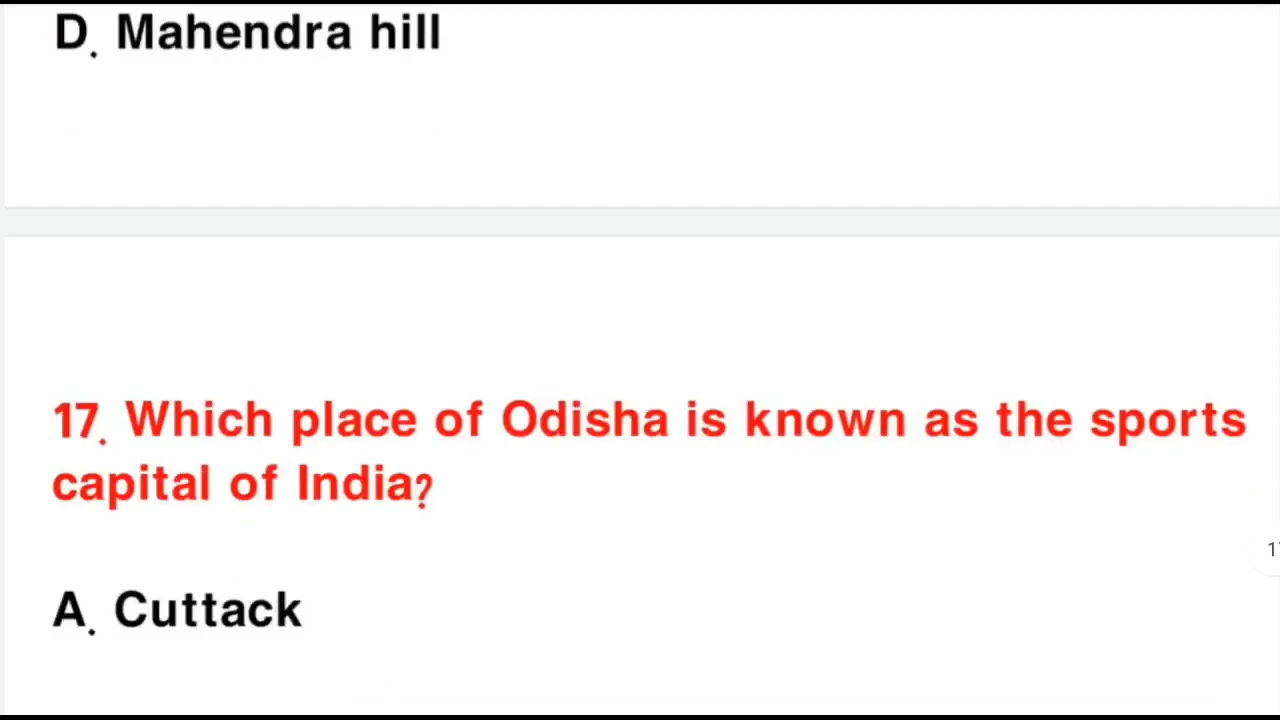 D. Mahendra hill
17. Which place of Odisha is known as the sports
capital of India?
A. Cuttack